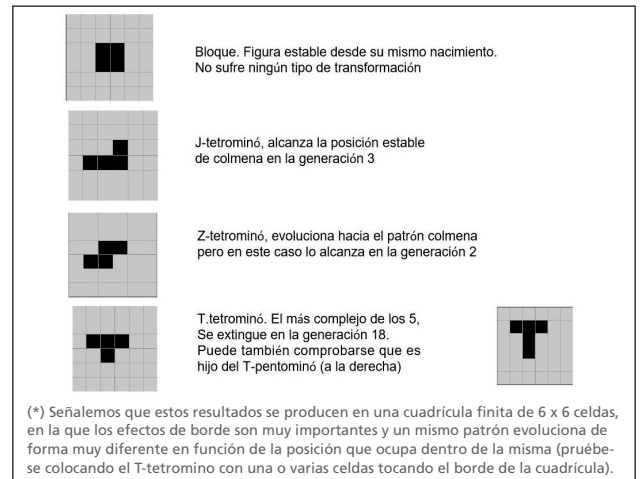 Bloque. Figura estable desde su mismo nacimiento.
No sufre ningún tipo de transformación
J-tetrominó, alcanza la posición estable
de colmena en la generación 3
Z-tetrominó, evoluciona hacia el patrón colmena
pero en este caso lo alcanza en la generación 2
T.tetrominó. El más complejo de los 5,
Se extingue en la generación 18.
Puede también comprobarse que es
hijo del T-pentominó (a la derecha)
(*) Señalemos que estos resultados se producen en una cuadrícula finita de 6 x 6 celdas,
en la que los efectos de borde son muy importantes y un mismo patrón evoluciona de
forma muy diferente en función de la posición que ocupa dentro de la misma (pruébe-
se colocando el T-tetromino con una o varias celdas tocando el borde de la cuadrícula).